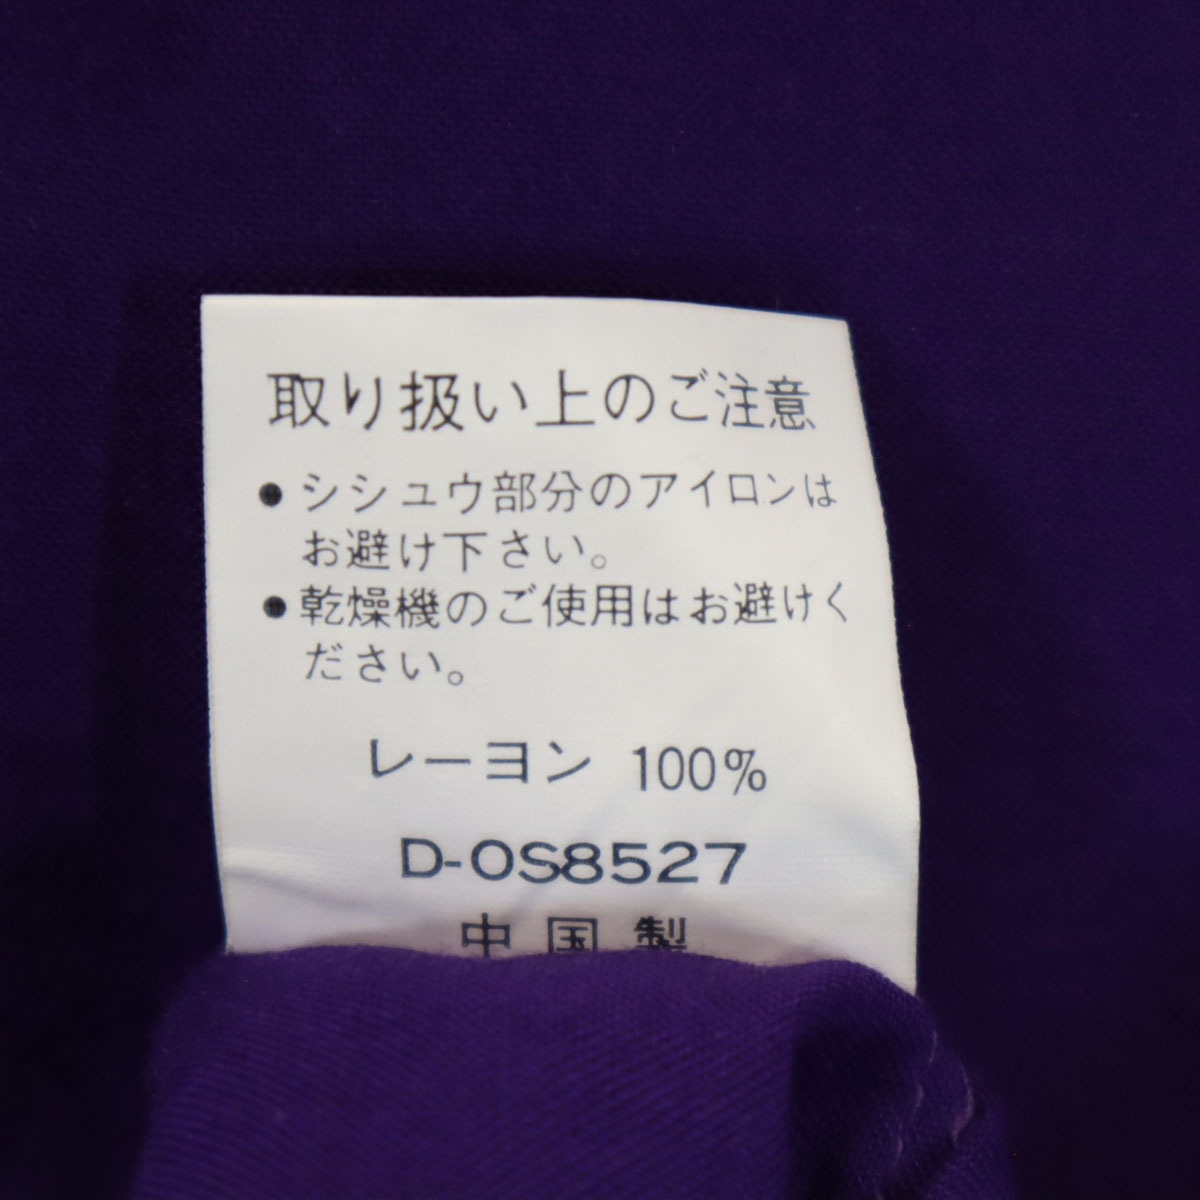 取り扱い上のご注意
●シシュウ部分のアイロンは
お避け下さい。
●乾燥機のご使用はお避けく
ださい。
レーヨン 100%
D-OS8527
中国製